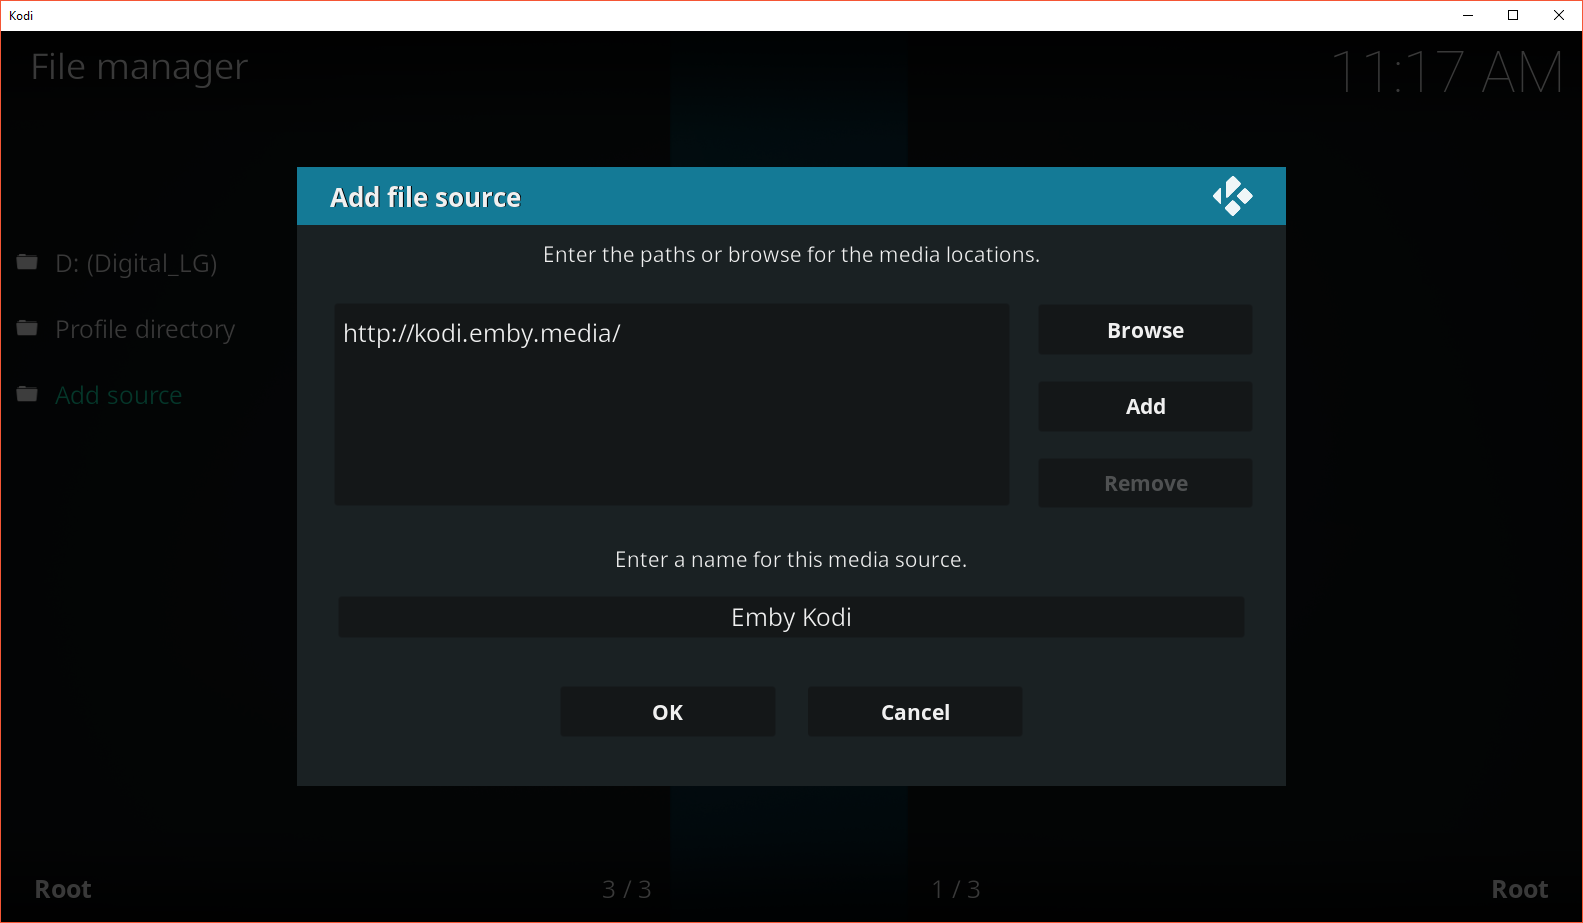 Kodi
File manager
11:17 AM
Add file source
Enter the paths or browse for the media locations.
http://kodi.emby.media/
Browse
Add
Remove
D: (Digital_LG)
Profile directory
Add source
Enter a name for this media source.
Emby Kodi
OK
Cancel
Root
3 / 3
1 / 3
Root